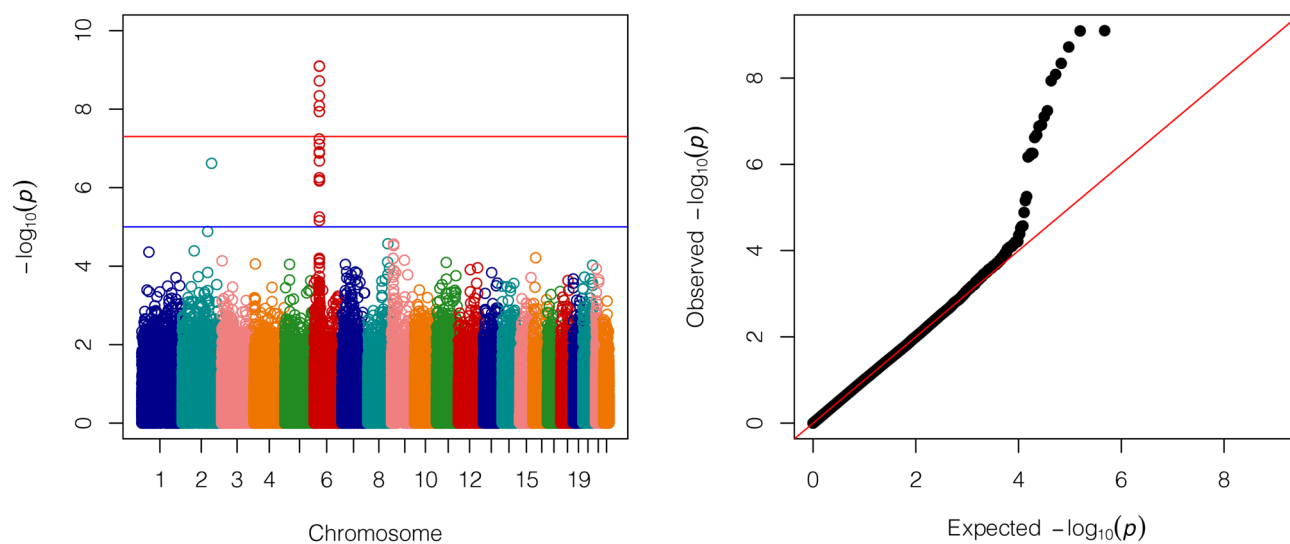 10
8
6
4
2
0
−log₁₀(p)
1 2 3 4 6 8 10 12 14 15 19
Chromosome
8
6
4
2
0
Observed −log₁₀(p)
0 2 4 6 8
Expected −log₁₀(p)